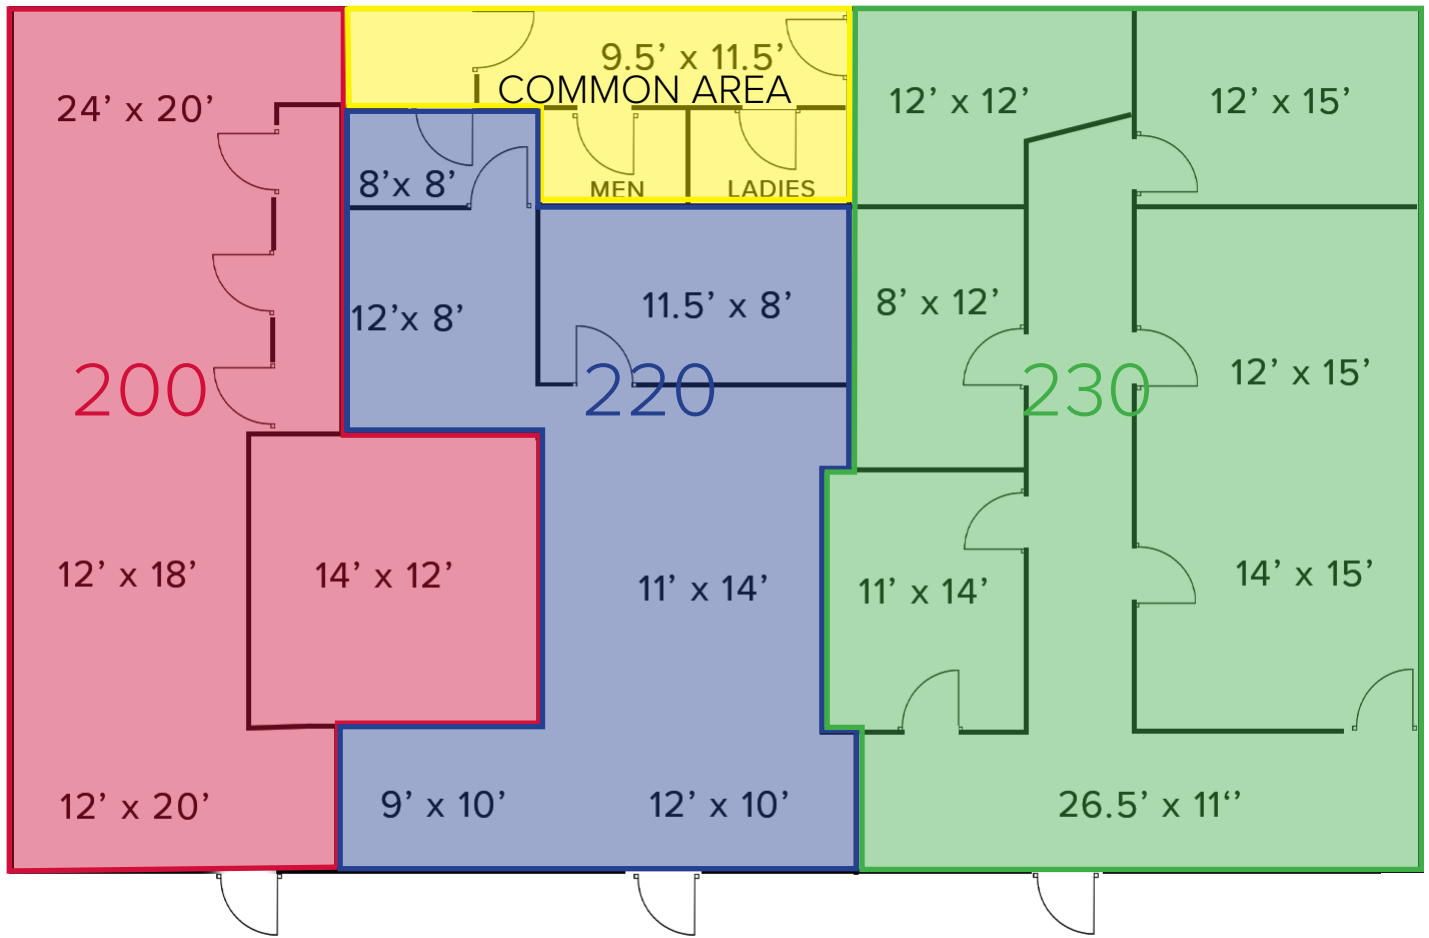 9.5’ x 11.5’
COMMON AREA
24’ x 20’
12’ x 12’
12’ x 15’
8’x 8’
MEN
LADIES
12’x 8’
11.5’ x 8’
8’ x 12’
200
220
230
12’ x 15’
12’ x 18’
14’ x 12’
11’ x 14’
11’ x 14’
14’ x 15’
12’ x 20’
9’ x 10’
12’ x 10’
26.5’ x 11‘’